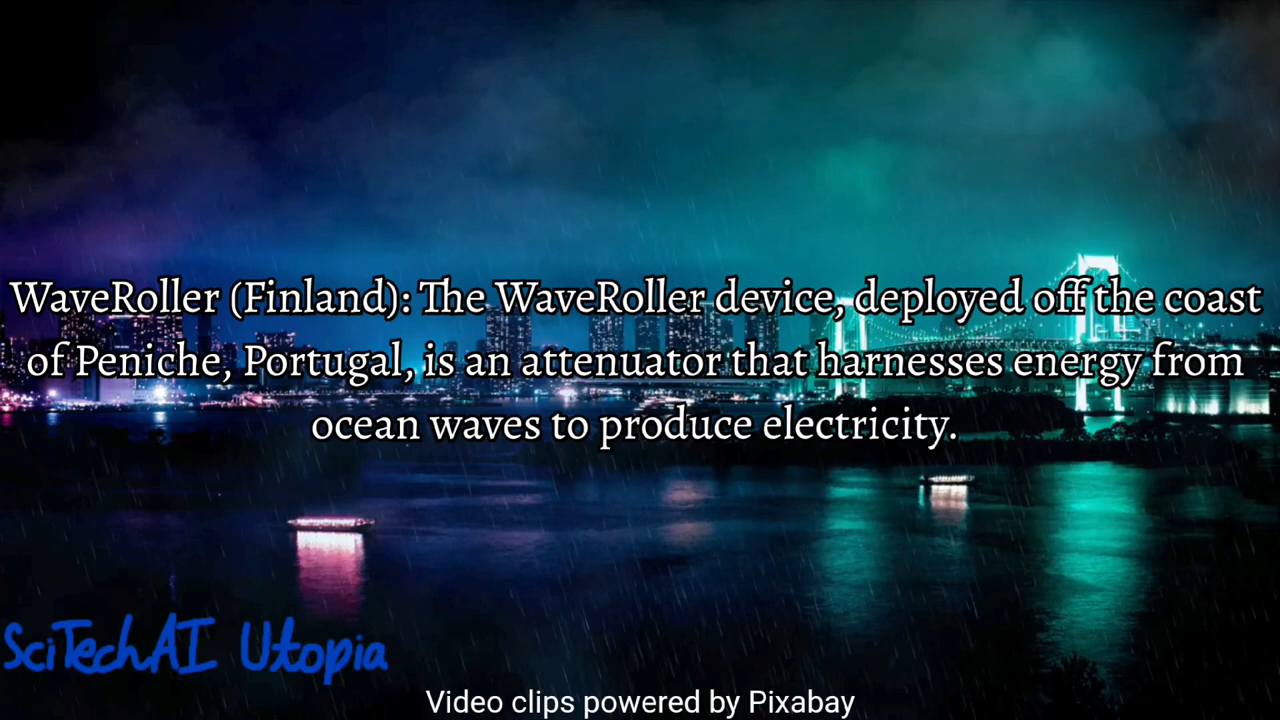 WaveRoller (Finland): The WaveRoller device, deployed off the coast
of Peniche, Portugal, is an attenuator that harnesses energy from
ocean waves to produce electricity.
SciTechAI Utopia
Video clips powered by Pixabay